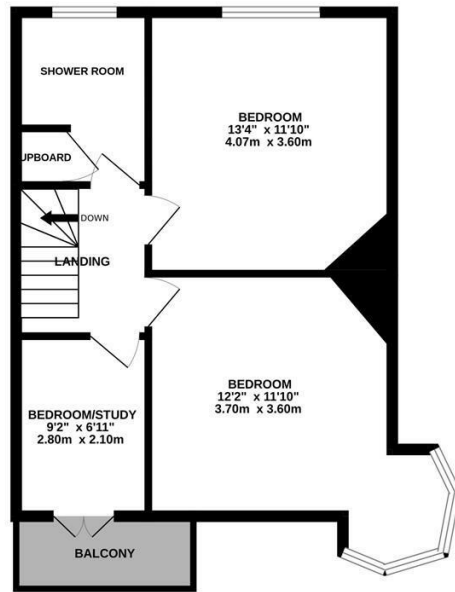 SHOWER ROOM
BEDROOM
13'4" x 11'10"
4.07m x 3.60m
UPBOARD
DOWN
LANDING
BEDROOM
12'2" x 11'10"
3.70m x 3.60m
BEDROOM/STUDY
9'2" x 6'11"
2.80m x 2.10m
BALCONY